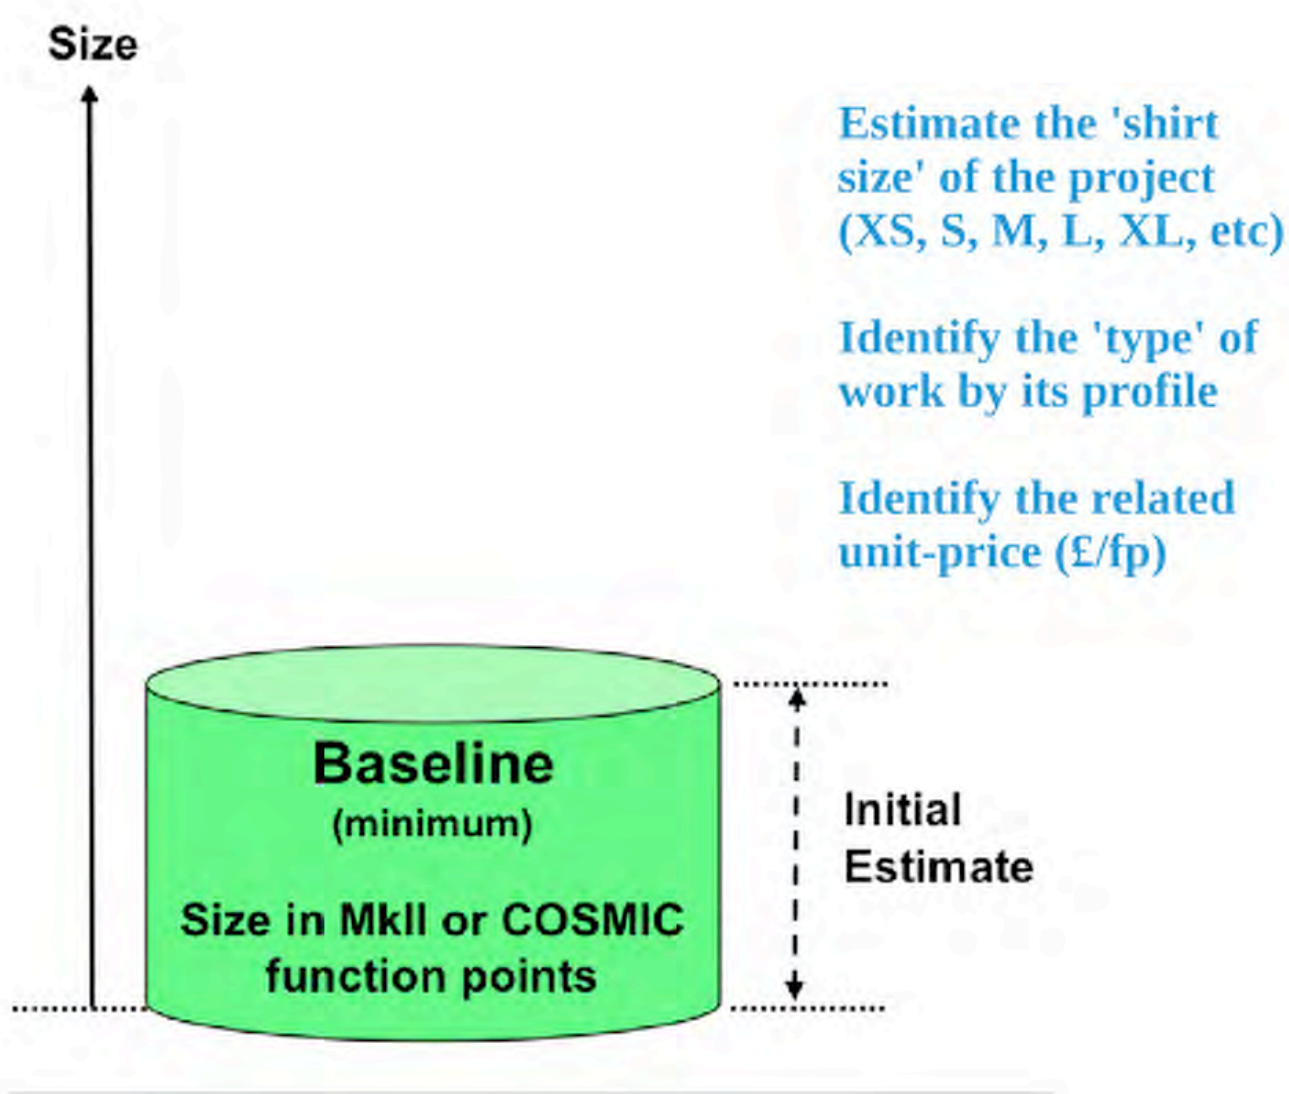 Size
Estimate the 'shirt
size' of the project
(XS, S, M, L, XL, etc)
Identify the 'type' of
work by its profile
Identify the related
unit-price (£/fp)
Baseline
(minimum)
Size in MkII or COSMIC
function points
Initial
Estimate